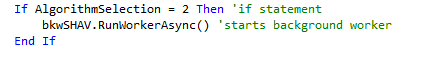 If AlgorithmSelection = 2 Then 'if statement
bkwSHAV.RunWorkerAsync() 'starts background worker
End If